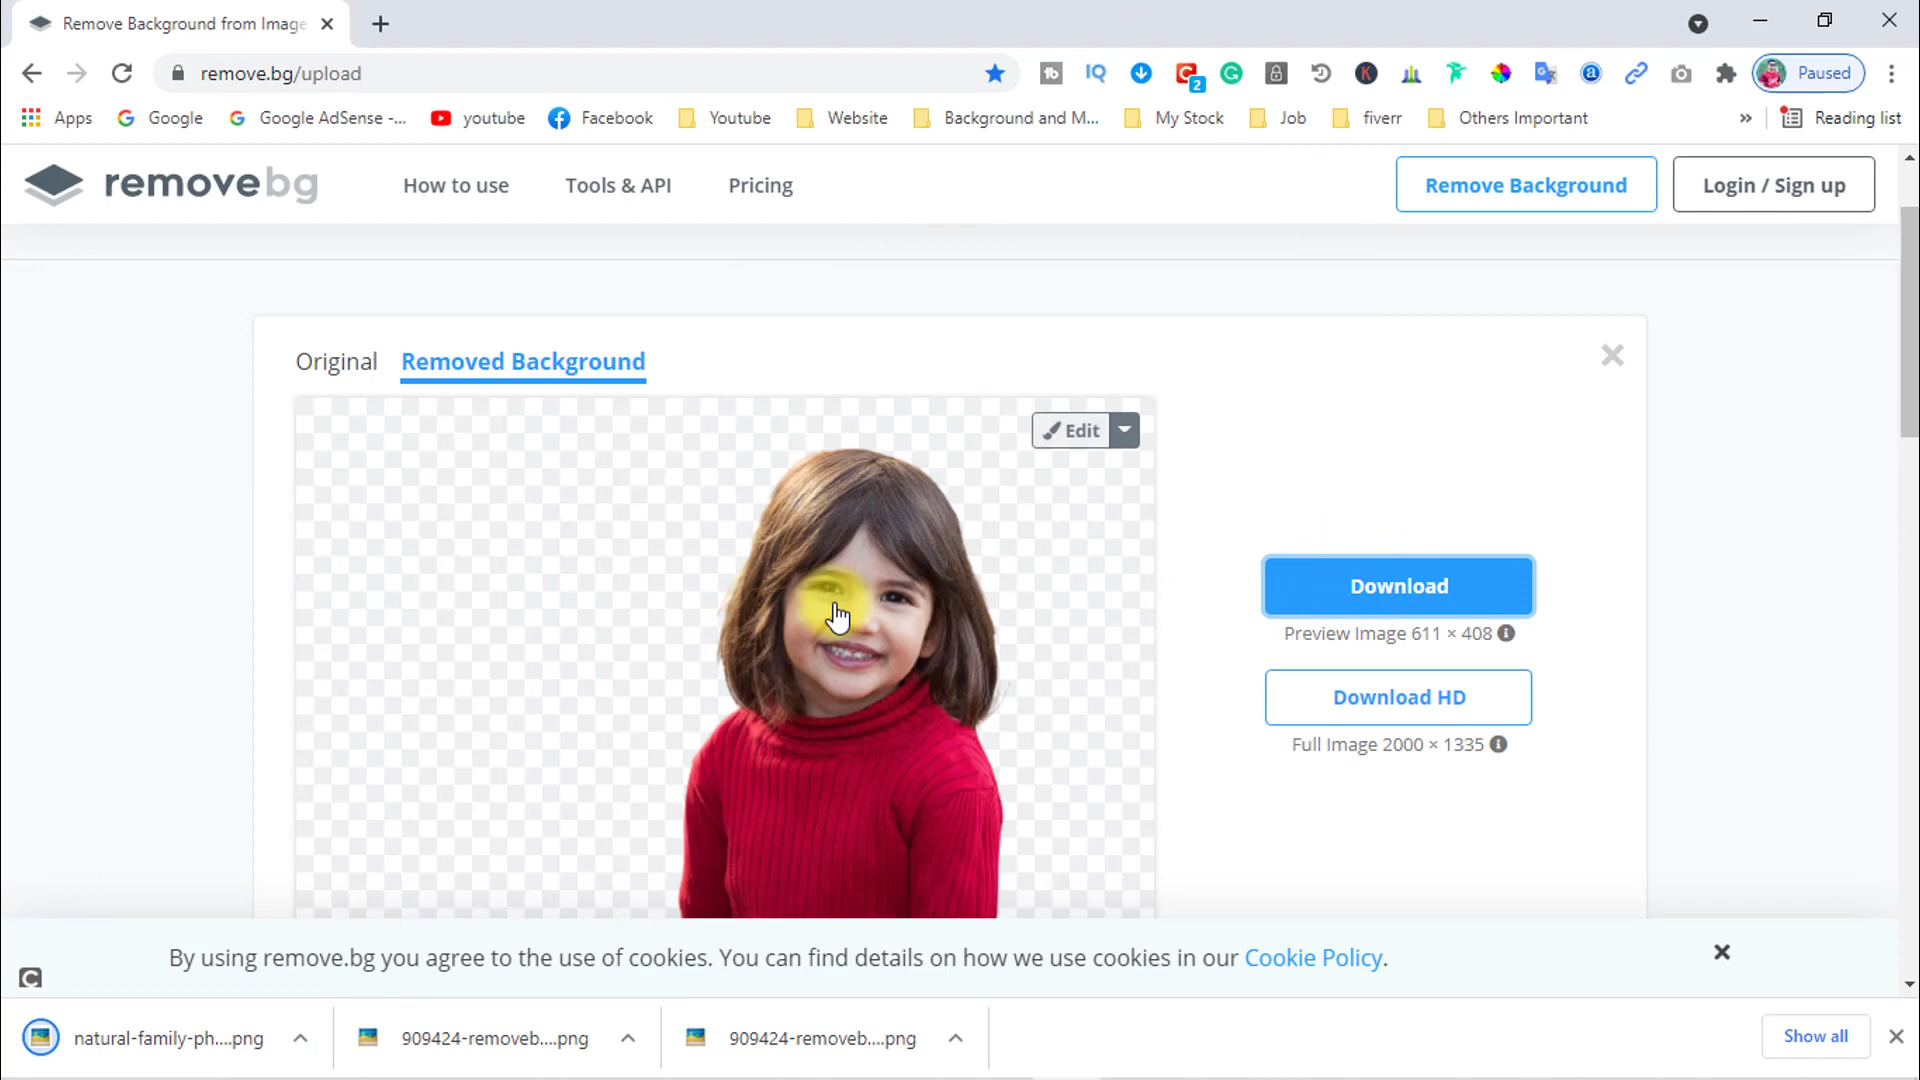 Remove Background from Image
remove.bg/upload
2
Paused
Apps
Google
Google AdSense -...
youtube
Facebook
Youtube
Website
Background and M...
My Stock
Job
fiverr
Others Important
»
Reading list
removebg
How to use
Tools & API
Pricing
Remove Background
Login / Sign up
Original
Removed Background
Edit
Download
Preview Image 611 × 408
Download HD
Full Image 2000 × 1335
By using remove.bg you agree to the use of cookies. You can find details on how we use cookies in our Cookie Policy.
natural-family-ph....png
909424-removeb....png
909424-removeb....png
Show all